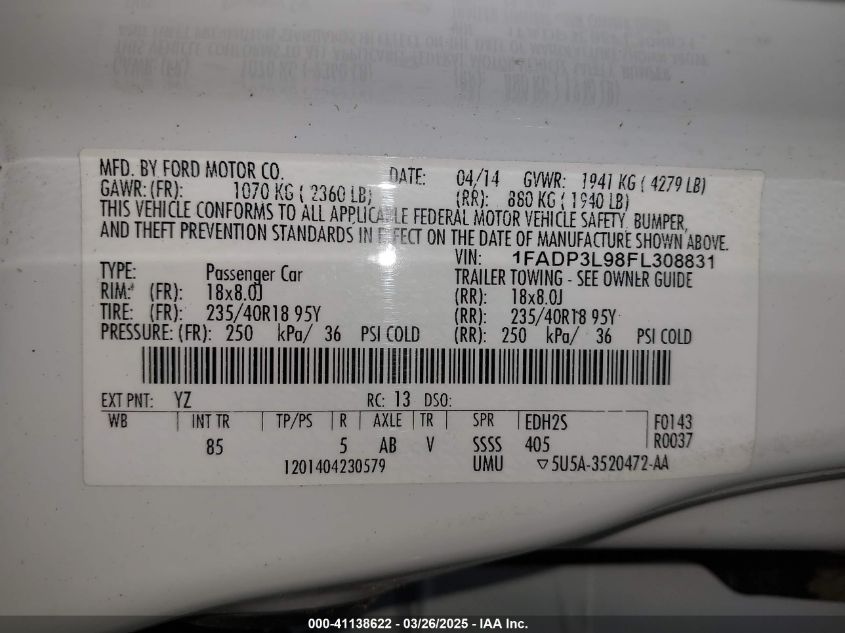 MFD. BY FORD MOTOR CO. DATE: 04/14 GVWR: 1941 KG ( 4279 LB)
GAWR: (FR): 1070 KG ( 2360 LB) (RR): 880 KG ( 1940 LB)
THIS VEHICLE CONFORMS TO ALL APPLICABLE FEDERAL MOTOR VEHICLE SAFETY, BUMPER,
AND THEFT PREVENTION STANDARDS IN EFFECT ON THE DATE OF MANUFACTURE SHOWN ABOVE.
VIN: 1FADP3L98FL308831
TYPE: Passenger Car TRAILER TOWING - SEE OWNER GUIDE
RIM: (FR): 18x8.0J (RR): 18x8.0J
TIRE: (FR): 235/40R18 95Y (RR): 235/40R18 95Y
PRESSURE: (FR): 250 kPa/ 36 PSI COLD (RR): 250 kPa/ 36 PSI COLD
EXT PNT: YZ RC: 13 DSO:
WB INT TR TP/PS R AXLE TR SPR EDH2S F0143
85 5 AB V SSSS 405 R0037
1201404230579 UMU ▽5U5A-3520472-AA
000-41138622 — 03/26/2025 — IAA Inc.